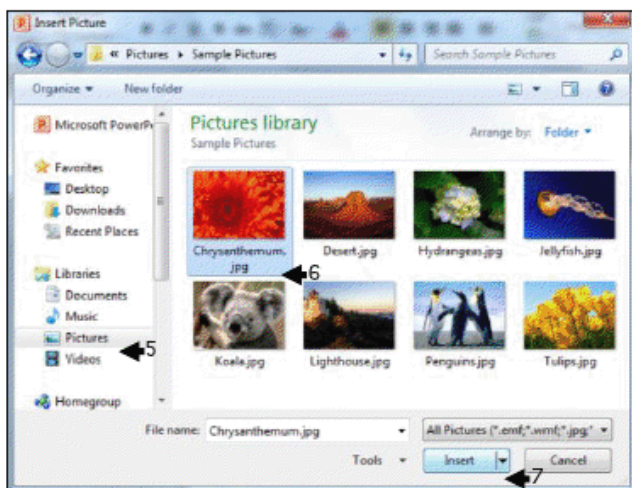 Insert Picture
« Pictures ▸ Sample Pictures
Search Sample Pictures
Organize
New folder
Microsoft PowerP
Pictures library
Sample Pictures
Arrange by: Folder
Favorites
Desktop
Downloads
Recent Places
Libraries
Documents
Music
Pictures
Videos
Homegroup
Chrysanthemum.
jpg
Desert.jpg
Hydrangeas.jpg
Jellyfish.jpg
6
Koala.jpg
Lighthouse.jpg
Penguins.jpg
Tulips.jpg
5
File name: Chrysanthemum.jpg
All Pictures (*.emf;*.wmf;*.jpg;*
Tools
Insert
Cancel
7